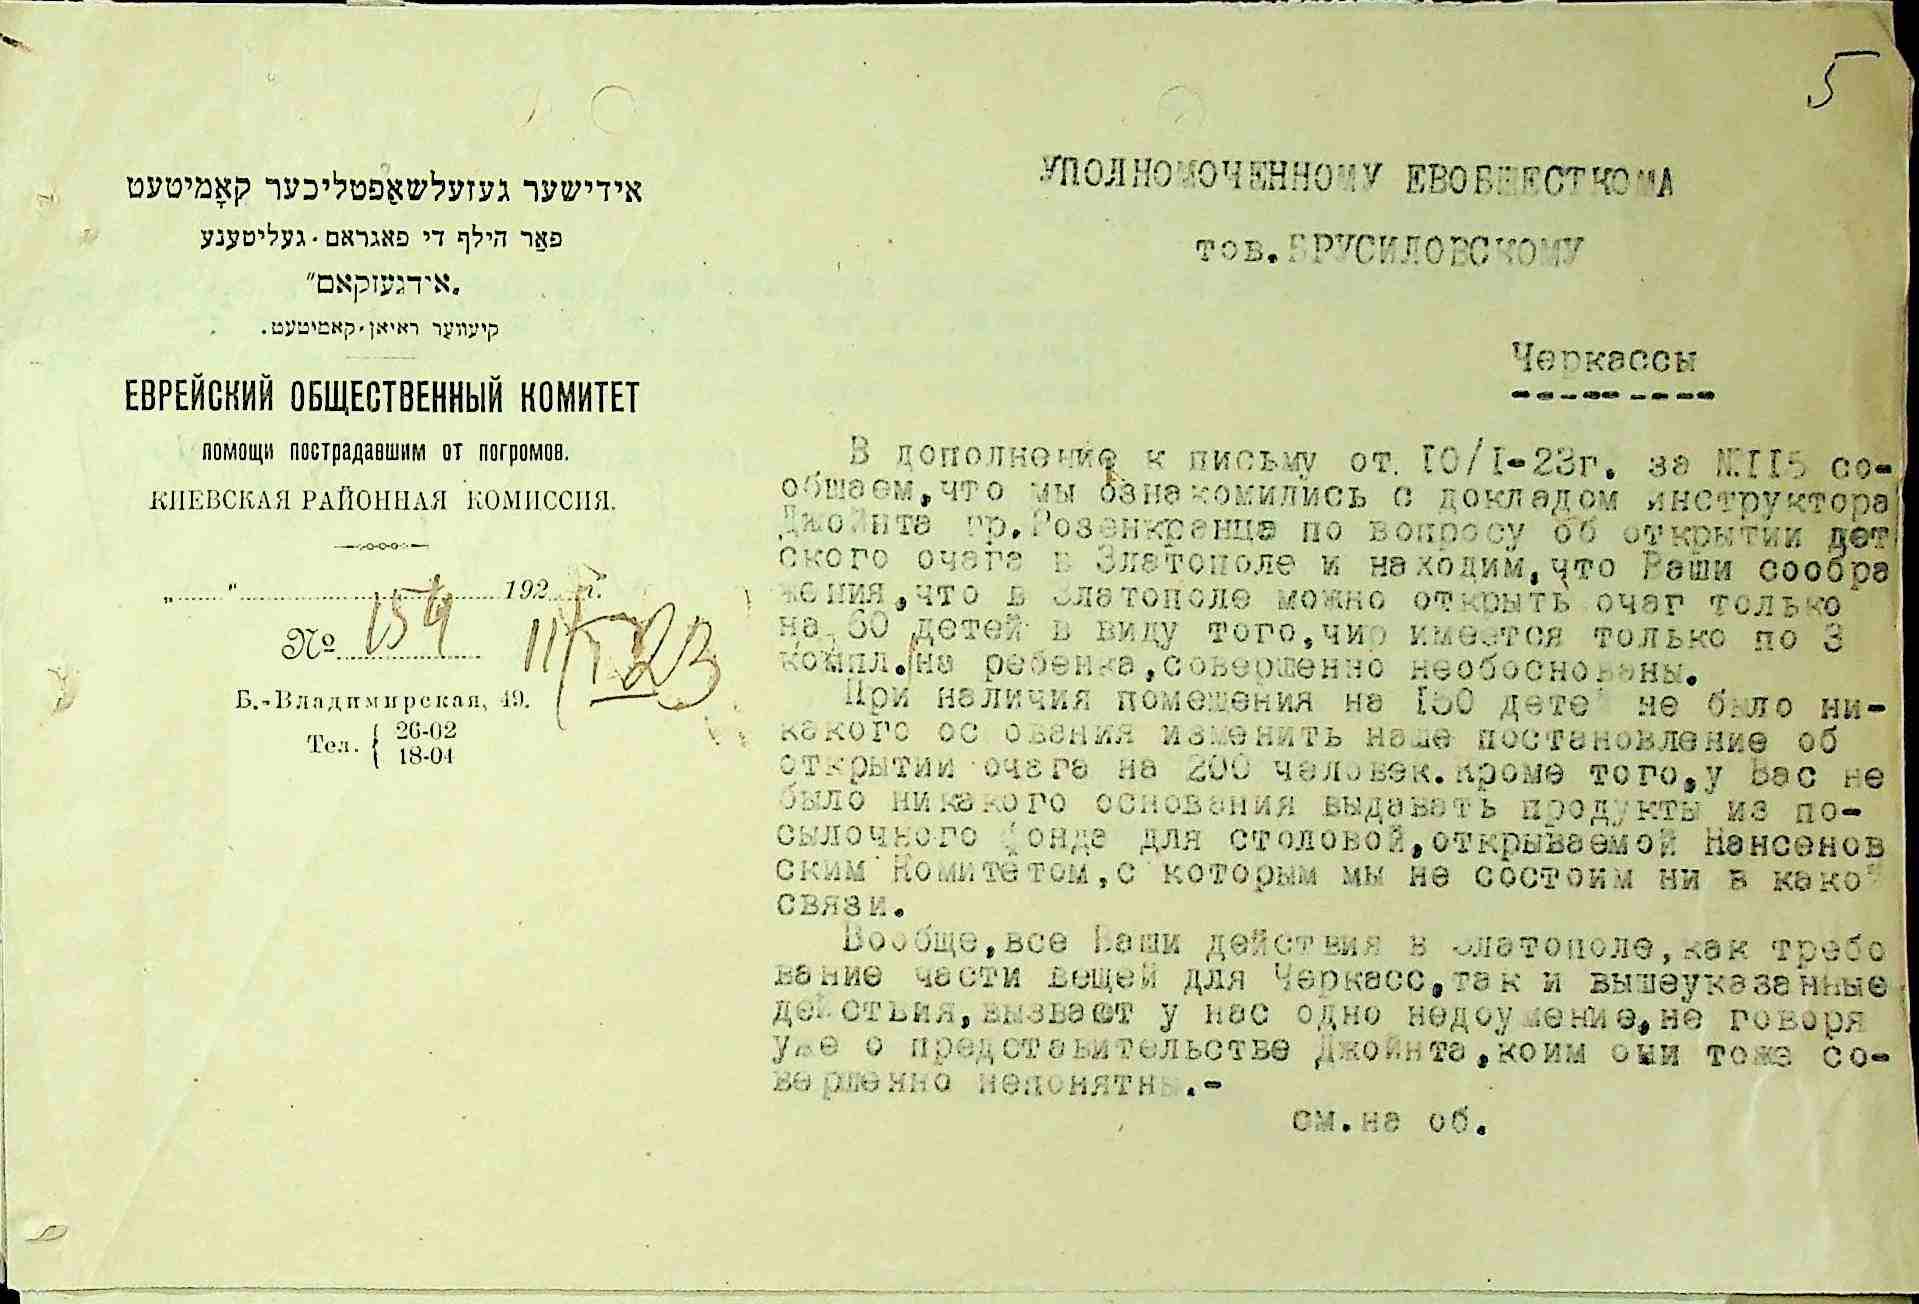 5
אידישער געזעלשאַפטליכער קאָמיטעט
פאַר הילף די פאגראם־געליטענע
„אידגעזקאם"
קיעווער ראיאן־קאמיטעט.
ЕВРЕЙСКИЙ ОБЩЕСТВЕННЫЙ КОМИТЕТ
помощи пострадавшим от погромов.
КИЕВСКАЯ РАЙОННАЯ КОМИССИЯ.
„......"..............................192... г.
№ 154 11/I 23
Б.-Владимирская, 49.
Тел. { 26-02
18-04
УПОЛНОМОЧЕННОМУ ЕВОБЩЕСТКОМА
тов.БРУСИЛОВСКОМУ
Черкассы
В дополнение к письму от 10/I-23г. за №115 со-
общаем,что мы ознакомились с докладом инструктора
Джойнта гр.Розенкранца по вопросу об открытии дет
ского очага в Златополе и находим,что Ваши сообра
жения,что в Златополе можно открыть очаг только
на 60 детей в виду того,что имеется только по 3
компл.на ребенка,совершенно необоснованы.
При наличия помещения на 150 детей не было ни-
какого основания изменить наше постановление об
открытии очага на 200 человек.Кроме того,у Вас не
было никакого основания выдавать продукты из по-
сылочного фонда для столовой,открываемой Нансенов
ским Комитетом,с которым мы не состоим ни в какой
связи.
Вообще,все Ваши действия в Златополе,как требо
вание части вещей для Черкасс,так и вышеуказанные
действия,вызвает у нас одно недоумение,не говоря
уже о представительстве Джойнта,коим они тоже со-
вершенно непонятны.-
см.на об.